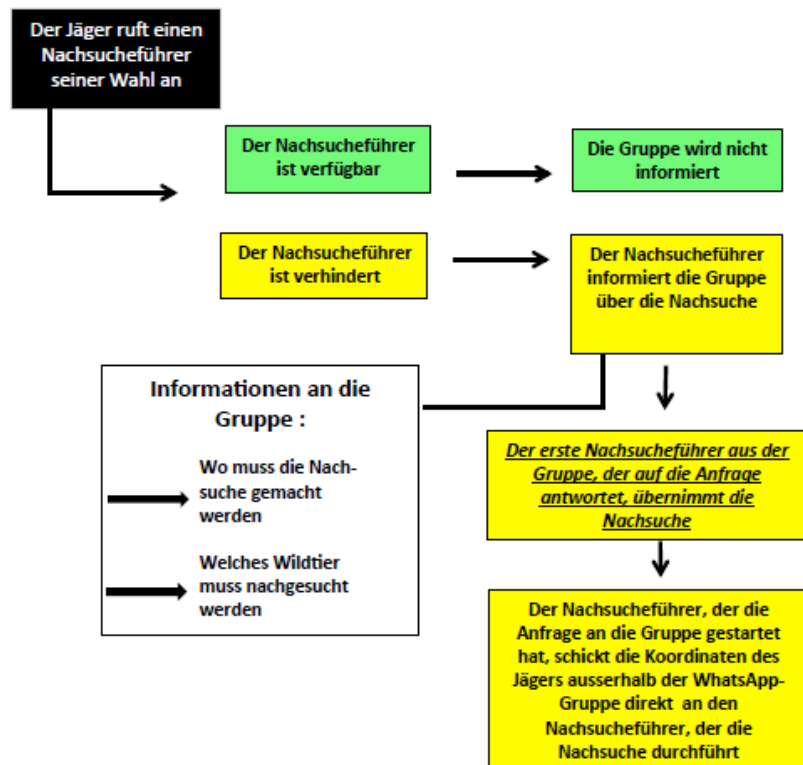 Der Jäger ruft einen
Nachsucheführer
seiner Wahl an
Der Nachsucheführer
ist verfügbar
Die Gruppe wird nicht
informiert
Der Nachsucheführer
ist verhindert
Der Nachsucheführer
informiert die Gruppe
über die Nachsuche
Informationen an die
Gruppe :
Wo muss die Nach-
suche gemacht
werden
Welches Wildtier
muss nachgesucht
werden
Der erste Nachsucheführer aus der
Gruppe, der auf die Anfrage
antwortet, übernimmt die
Nachsuche
Der Nachsucheführer, der die
Anfrage an die Gruppe gestartet
hat, schickt die Koordinaten des
Jägers ausserhalb der WhatsApp-
Gruppe direkt an den
Nachsucheführer, der die
Nachsuche durchführt